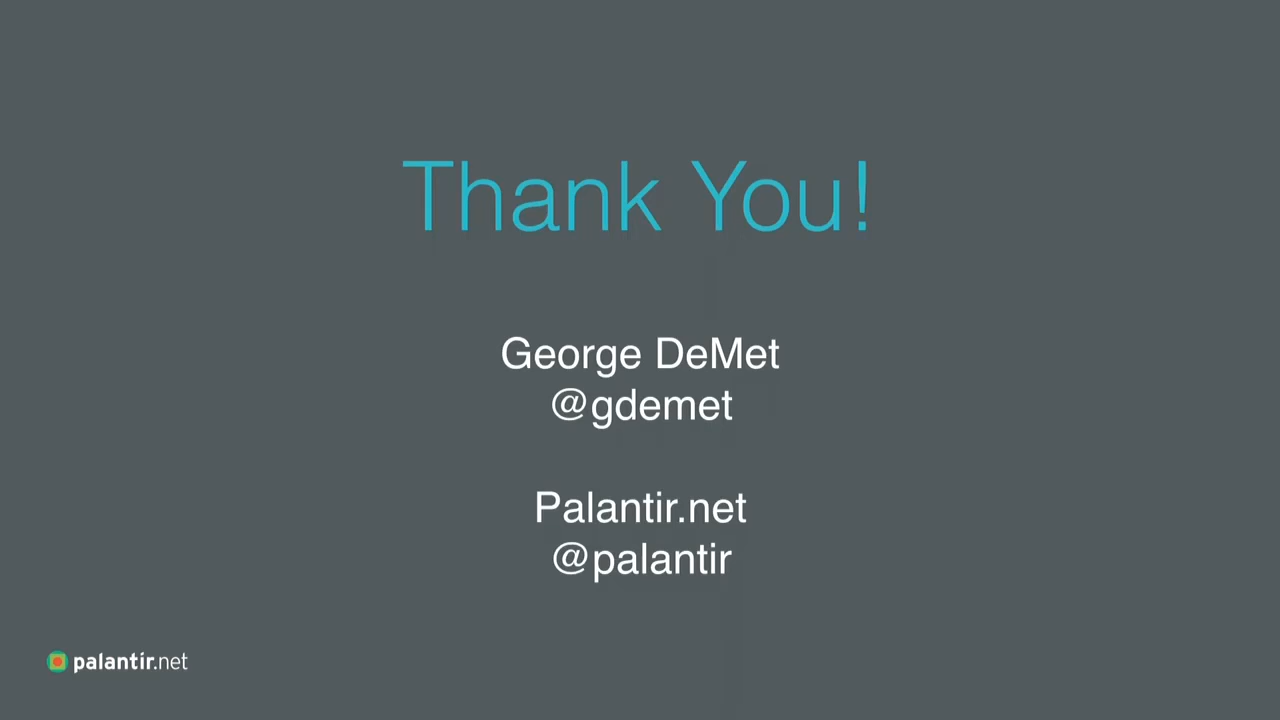 Thank You!
George DeMet
@gdemet
Palantir.net
@palantir
palantir.net